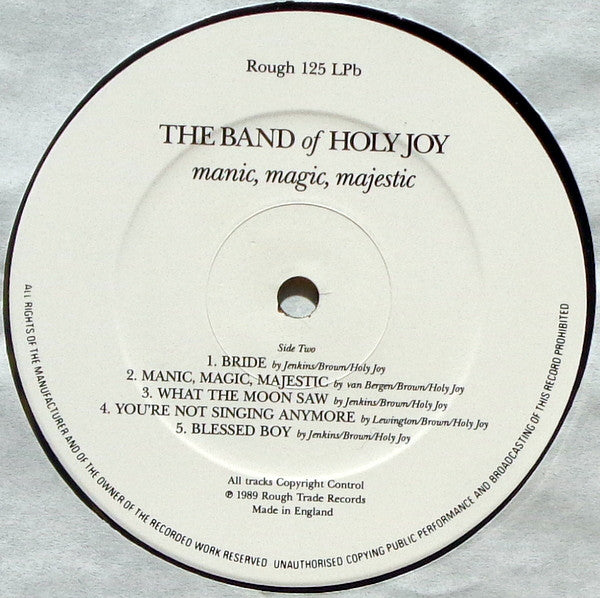 Rough 125 LPb
THE BAND of HOLY JOY
manic, magic, majestic
Side Two
1. BRIDE by Jenkins/Brown/Holy Joy
2. MANIC, MAGIC, MAJESTIC by van Bergen/Brown/Holy Joy
3. WHAT THE MOON SAW by Jenkins/Brown/Holy Joy
4. YOU'RE NOT SINGING ANYMORE by Lewington/Brown/Holy Joy
5. BLESSED BOY by Jenkins/Brown/Holy Joy
All tracks Copyright Control
℗ 1989 Rough Trade Records
Made in England
ALL RIGHTS OF THE MANUFACTURER AND OF THE OWNER OF THE RECORDED WORK RESERVED UNAUTHORISED COPYING PUBLIC PERFORMANCE AND BROADCASTING OF THIS RECORD PROHIBITED